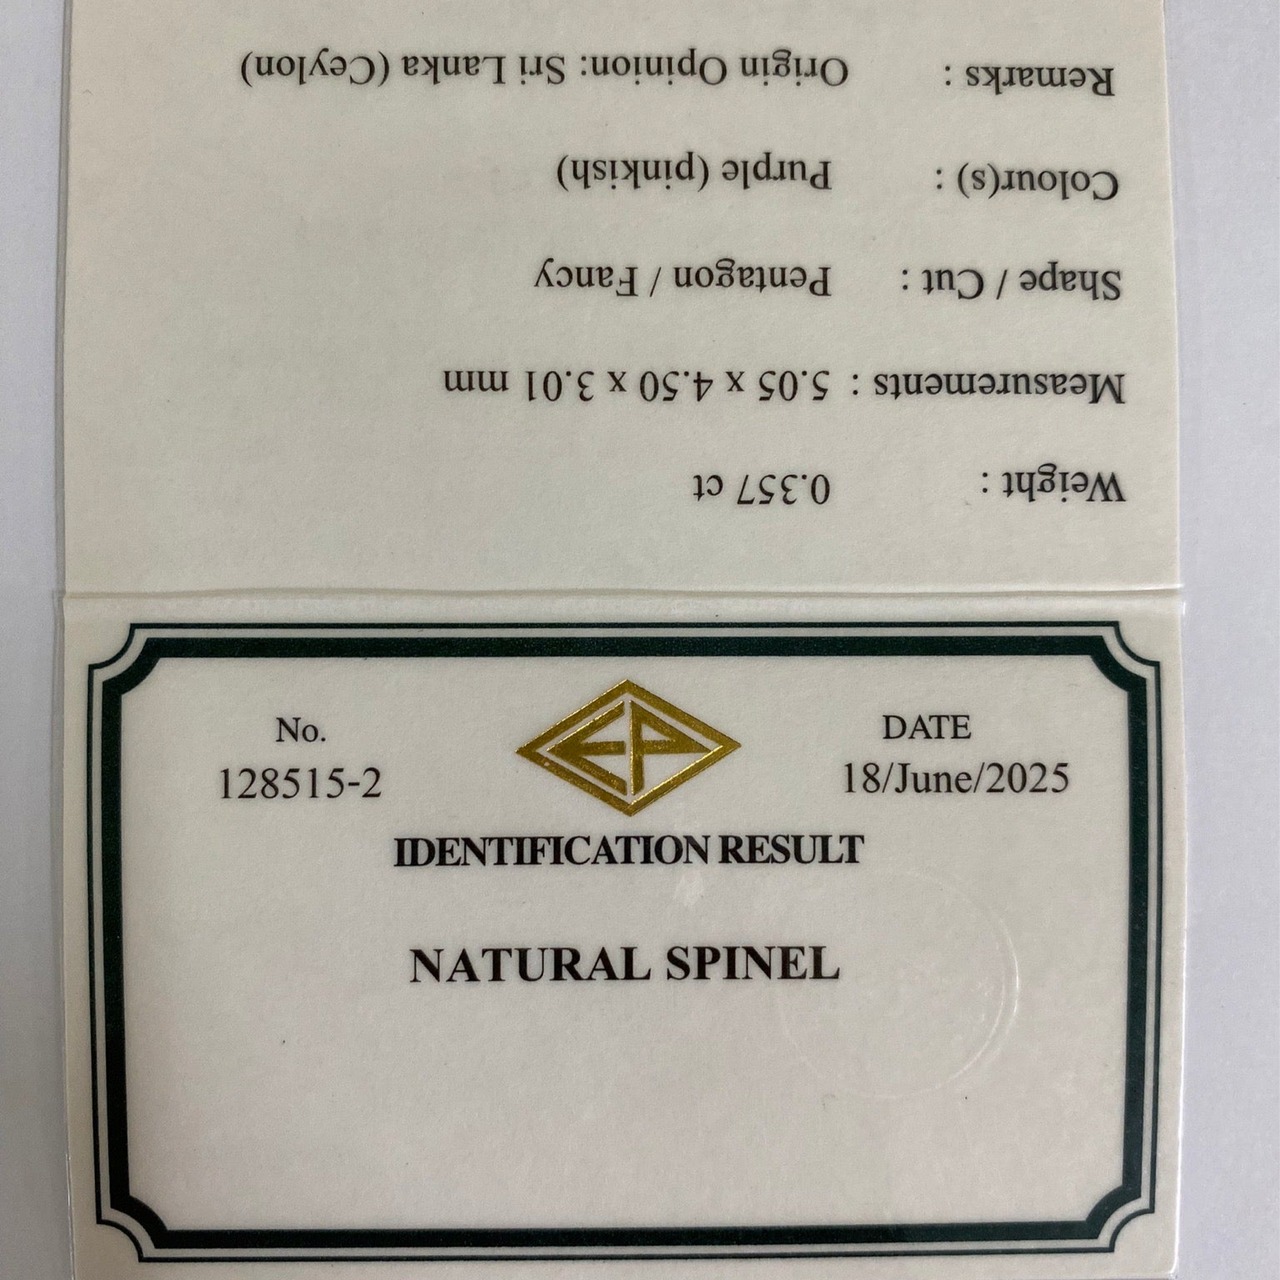 Weight : 0.357 ct
Measurements : 5.05 x 4.50 x 3.01 mm
Shape / Cut : Pentagon / Fancy
Colour(s) : Purple (pinkish)
Remarks : Origin Opinion: Sri Lanka (Ceylon)
No.
128515-2
EP
DATE
18/June/2025
IDENTIFICATION RESULT
NATURAL SPINEL